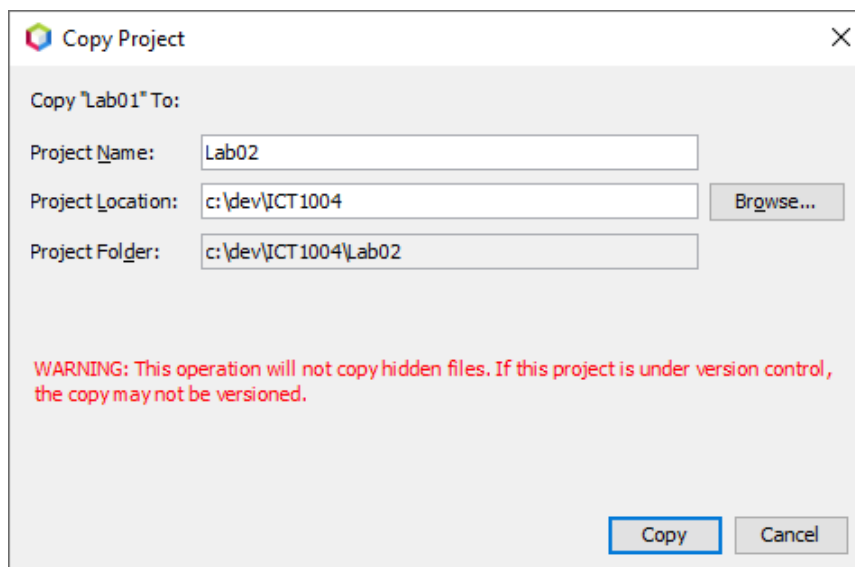 Copy Project
Copy "Lab01" To:
Project Name: Lab02
Project Location: c:\dev\ICT1004 Browse...
Project Folder: c:\dev\ICT1004\Lab02
WARNING: This operation will not copy hidden files. If this project is under version control,
the copy may not be versioned.
Copy Cancel